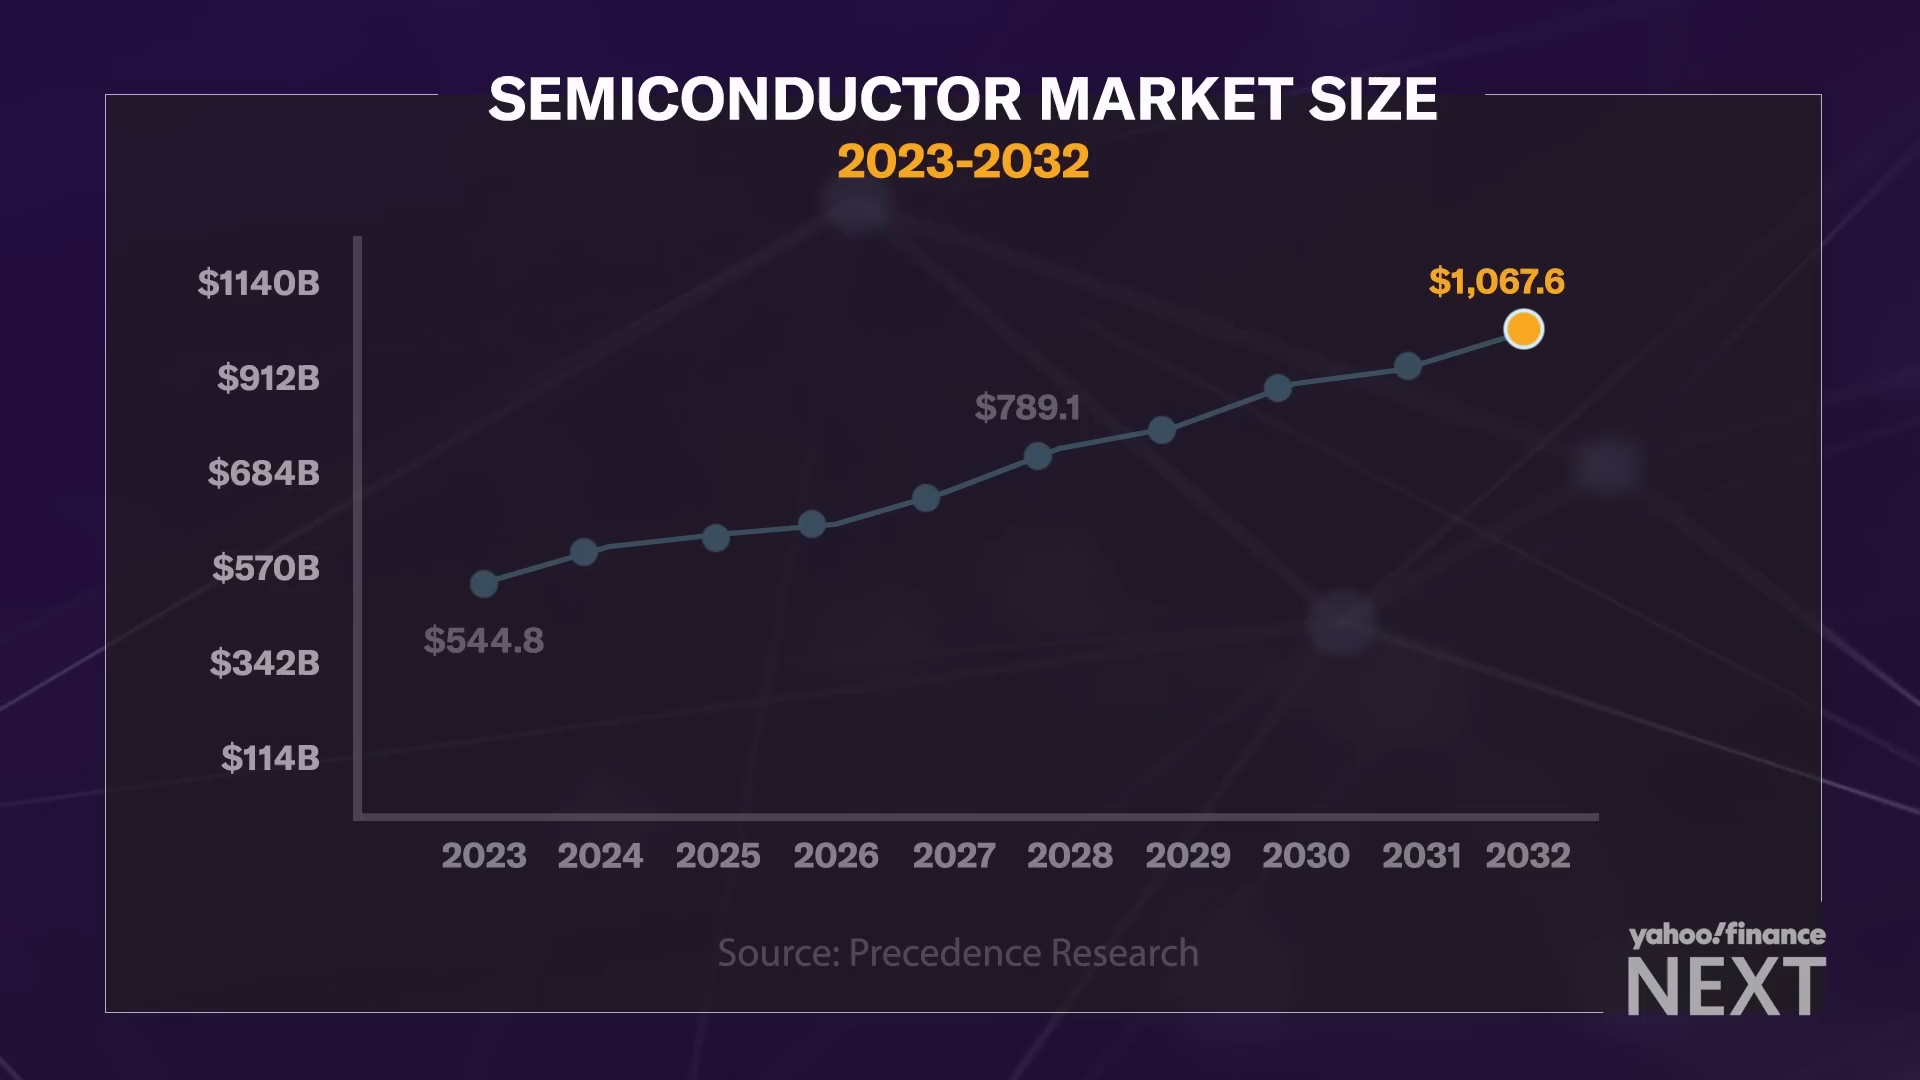 SEMICONDUCTOR MARKET SIZE
2023-2032
$1140B
$912B
$684B
$570B
$342B
$114B
$544.8
$789.1
$1,067.6
2023 2024 2025 2026 2027 2028 2029 2030 2031 2032
Source: Precedence Research
yahoo!finance
NEXT